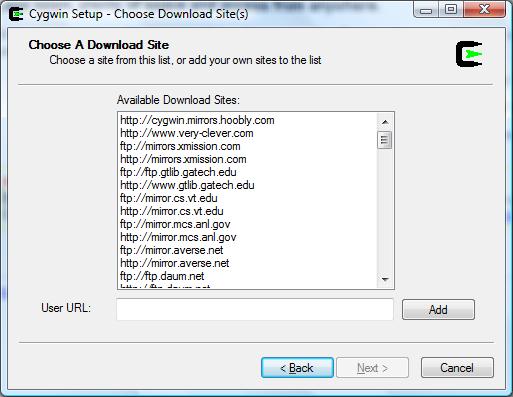 Cygwin Setup - Choose Download Site(s)
Choose A Download Site
Choose a site from this list, or add your own sites to the list
Available Download Sites:
http://cygwin.mirrors.hoobly.com
http://www.very-clever.com
ftp://mirrors.xmission.com
http://mirrors.xmission.com
ftp://ftp.gtlib.gatech.edu
http://www.gtlib.gatech.edu
ftp://mirror.cs.vt.edu
http://mirror.cs.vt.edu
ftp://mirror.mcs.anl.gov
http://mirror.mcs.anl.gov
ftp://mirror.averse.net
http://mirror.averse.net
ftp://ftp.daum.net
http://ftp.daum.net
User URL:
Add
< Back
Next >
Cancel